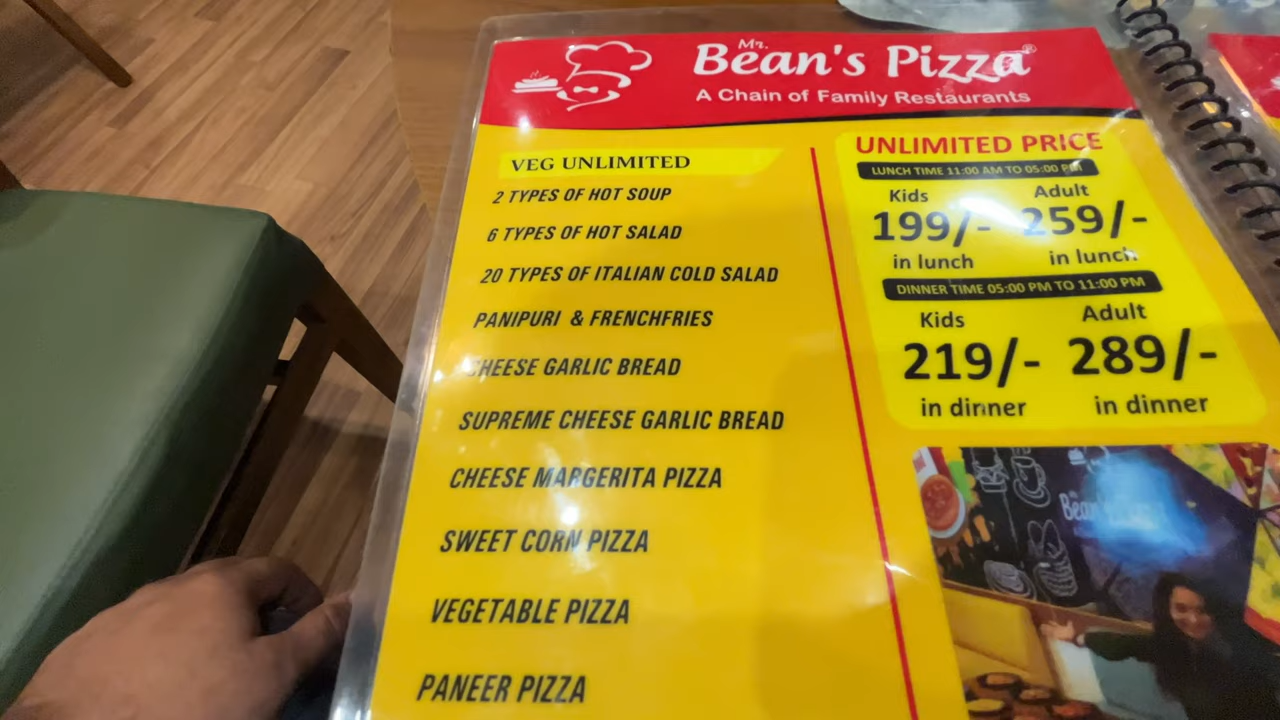 Mr.
Bean's Pizza®
A Chain of Family Restaurants
VEG UNLIMITED
2 TYPES OF HOT SOUP
6 TYPES OF HOT SALAD
20 TYPES OF ITALIAN COLD SALAD
PANIPURI & FRENCHFRIES
CHEESE GARLIC BREAD
SUPREME CHEESE GARLIC BREAD
CHEESE MARGERITA PIZZA
SWEET CORN PIZZA
VEGETABLE PIZZA
PANEER PIZZA
UNLIMITED PRICE
LUNCH TIME 11:00 AM TO 05:00 PM
Kids Adult
199/- 259/-
in lunch in lunch
DINNER TIME 05:00 PM TO 11:00 PM
Kids Adult
219/- 289/-
in dinner in dinner